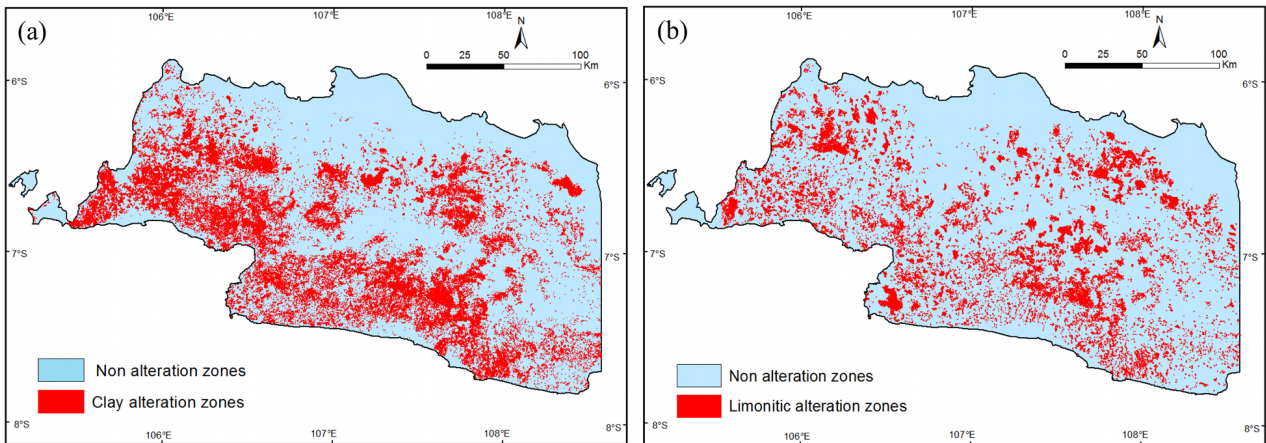 (a)
106°E
107°E
108°E
N
0 25 50 100
Km
6°S
6°S
7°S
7°S
8°S
8°S
Non alteration zones
Clay alteration zones
106°E
107°E
108°E
(b)
106°E
107°E
108°E
N
0 25 50 100
Km
6°S
6°S
7°S
7°S
8°S
8°S
Non alteration zones
Limonitic alteration zones
106°E
107°E
108°E